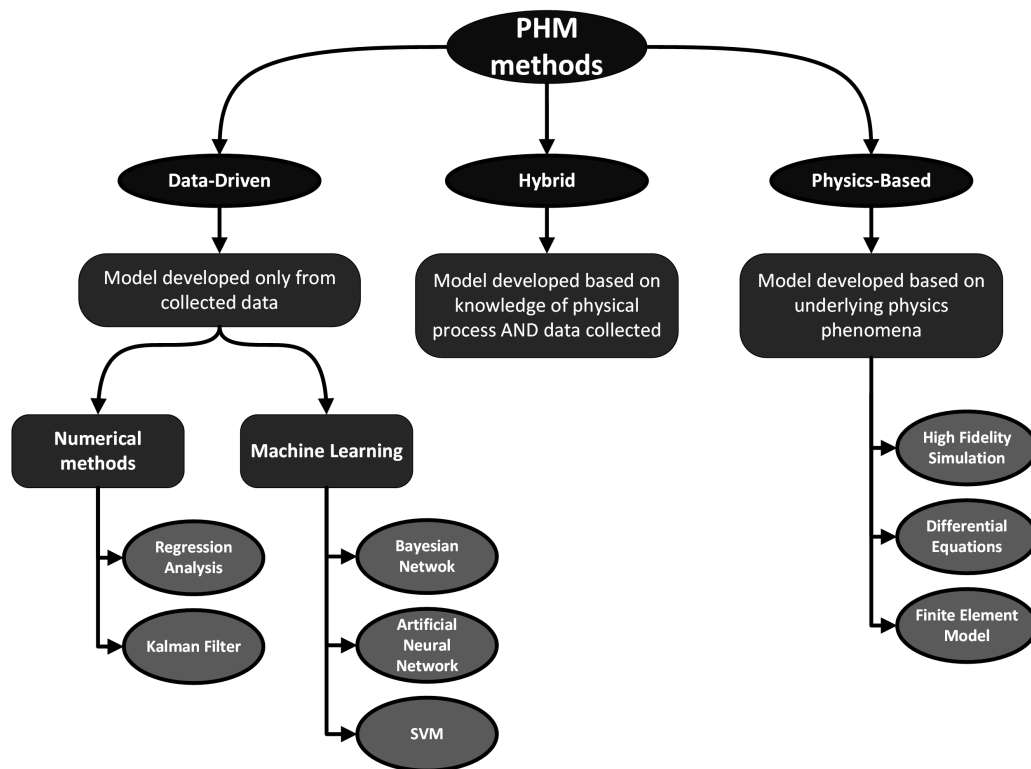 PHM
methods
Data-Driven
Hybrid
Physics-Based
Model developed only from
collected data
Model developed based on
knowledge of physical
process AND data collected
Model developed based on
underlying physics
phenomena
Numerical
methods
Machine Learning
High Fidelity
Simulation
Regression
Analysis
Bayesian
Netwok
Differential
Equations
Kalman Filter
Artificial
Neural
Network
Finite Element
Model
SVM